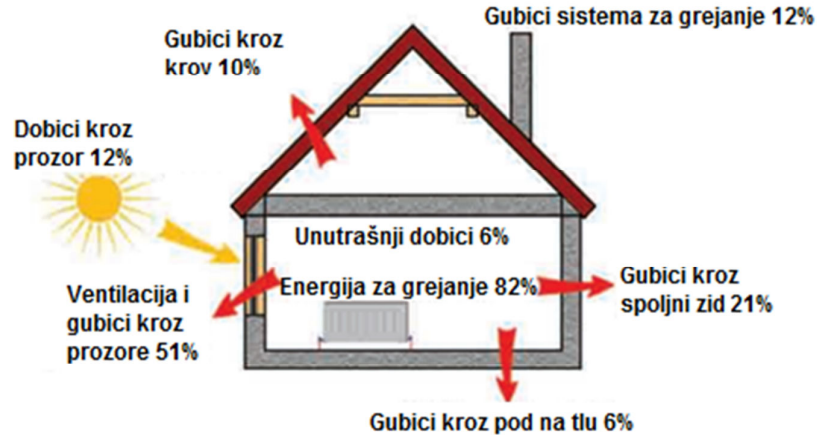 Gubici sistema za grejanje 12%
Gubici kroz
krov 10%
Dobici kroz
prozor 12%
Unutrašnji dobici 6%
Energija za grejanje 82%
Gubici kroz
spoljni zid 21%
Ventilacija i
gubici kroz
prozore 51%
Gubici kroz pod na tlu 6%